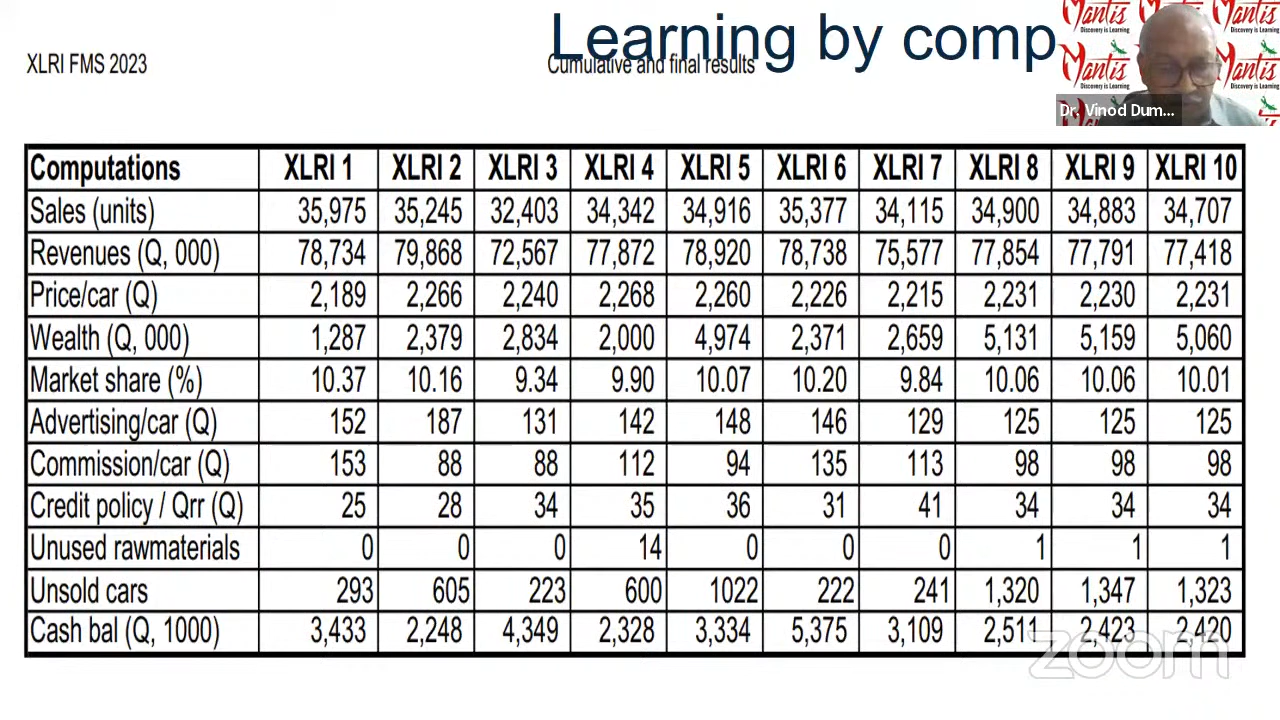 Learning by comp
XLRI FMS 2023
Cumulative and final results
Mantis
Discovery is Learning
Mantis
Discovery is Learning
Dr. Vinod Dum...
Computations XLRI 1 XLRI 2 XLRI 3 XLRI 4 XLRI 5 XLRI 6 XLRI 7 XLRI 8 XLRI 9 XLRI 10
Sales (units) 35,975 35,245 32,403 34,342 34,916 35,377 34,115 34,900 34,883 34,707
Revenues (Q, 000) 78,734 79,868 72,567 77,872 78,920 78,738 75,577 77,854 77,791 77,418
Price/car (Q) 2,189 2,266 2,240 2,268 2,260 2,226 2,215 2,231 2,230 2,231
Wealth (Q, 000) 1,287 2,379 2,834 2,000 4,974 2,371 2,659 5,131 5,159 5,060
Market share (%) 10.37 10.16 9.34 9.90 10.07 10.20 9.84 10.06 10.06 10.01
Advertising/car (Q) 152 187 131 142 148 146 129 125 125 125
Commission/car (Q) 153 88 88 112 94 135 113 98 98 98
Credit policy / Qrr (Q) 25 28 34 35 36 31 41 34 34 34
Unused rawmaterials 0 0 0 14 0 0 0 1 1 1
Unsold cars 293 605 223 600 1022 222 241 1,320 1,347 1,323
Cash bal (Q, 1000) 3,433 2,248 4,349 2,328 3,334 5,375 3,109 2,511 2,423 2,420
zoom